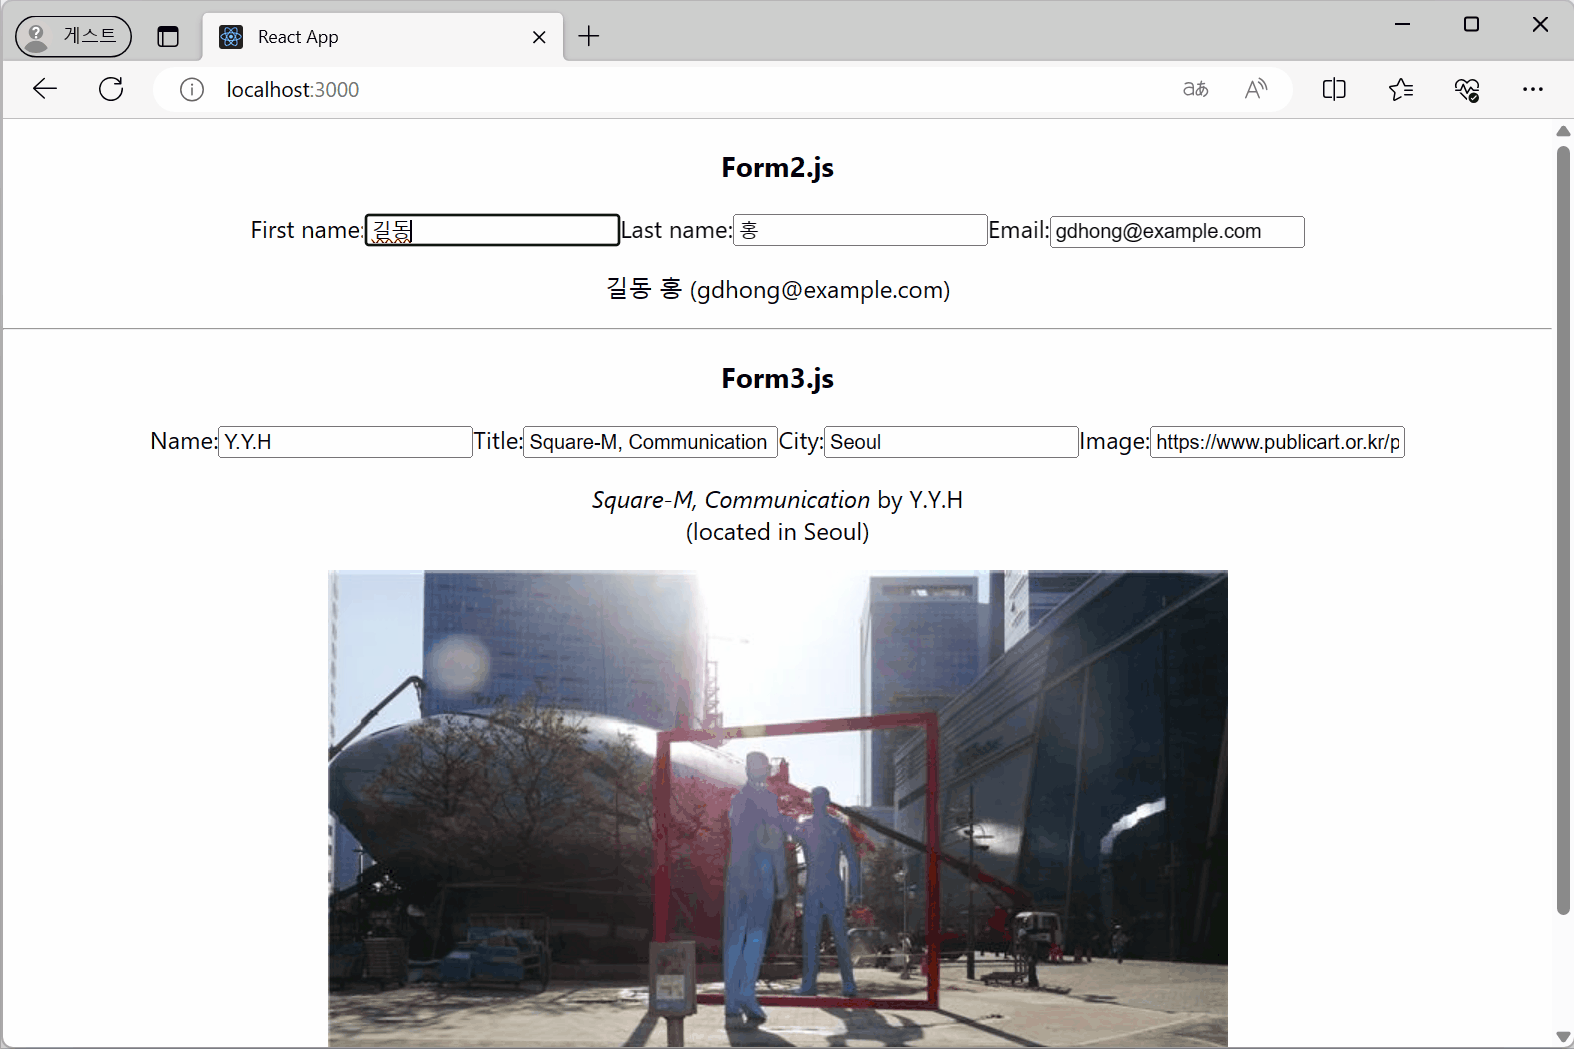 게스트
React App
localhost:3000
aあ
A
Form2.js
First name: 길동 Last name: 홍 Email: gdhong@example.com
길동 홍 (gdhong@example.com)
Form3.js
Name: Y.Y.H Title: Square-M, Communication City: Seoul Image: https://www.publicart.or.kr/p
Square-M, Communication by Y.Y.H
(located in Seoul)